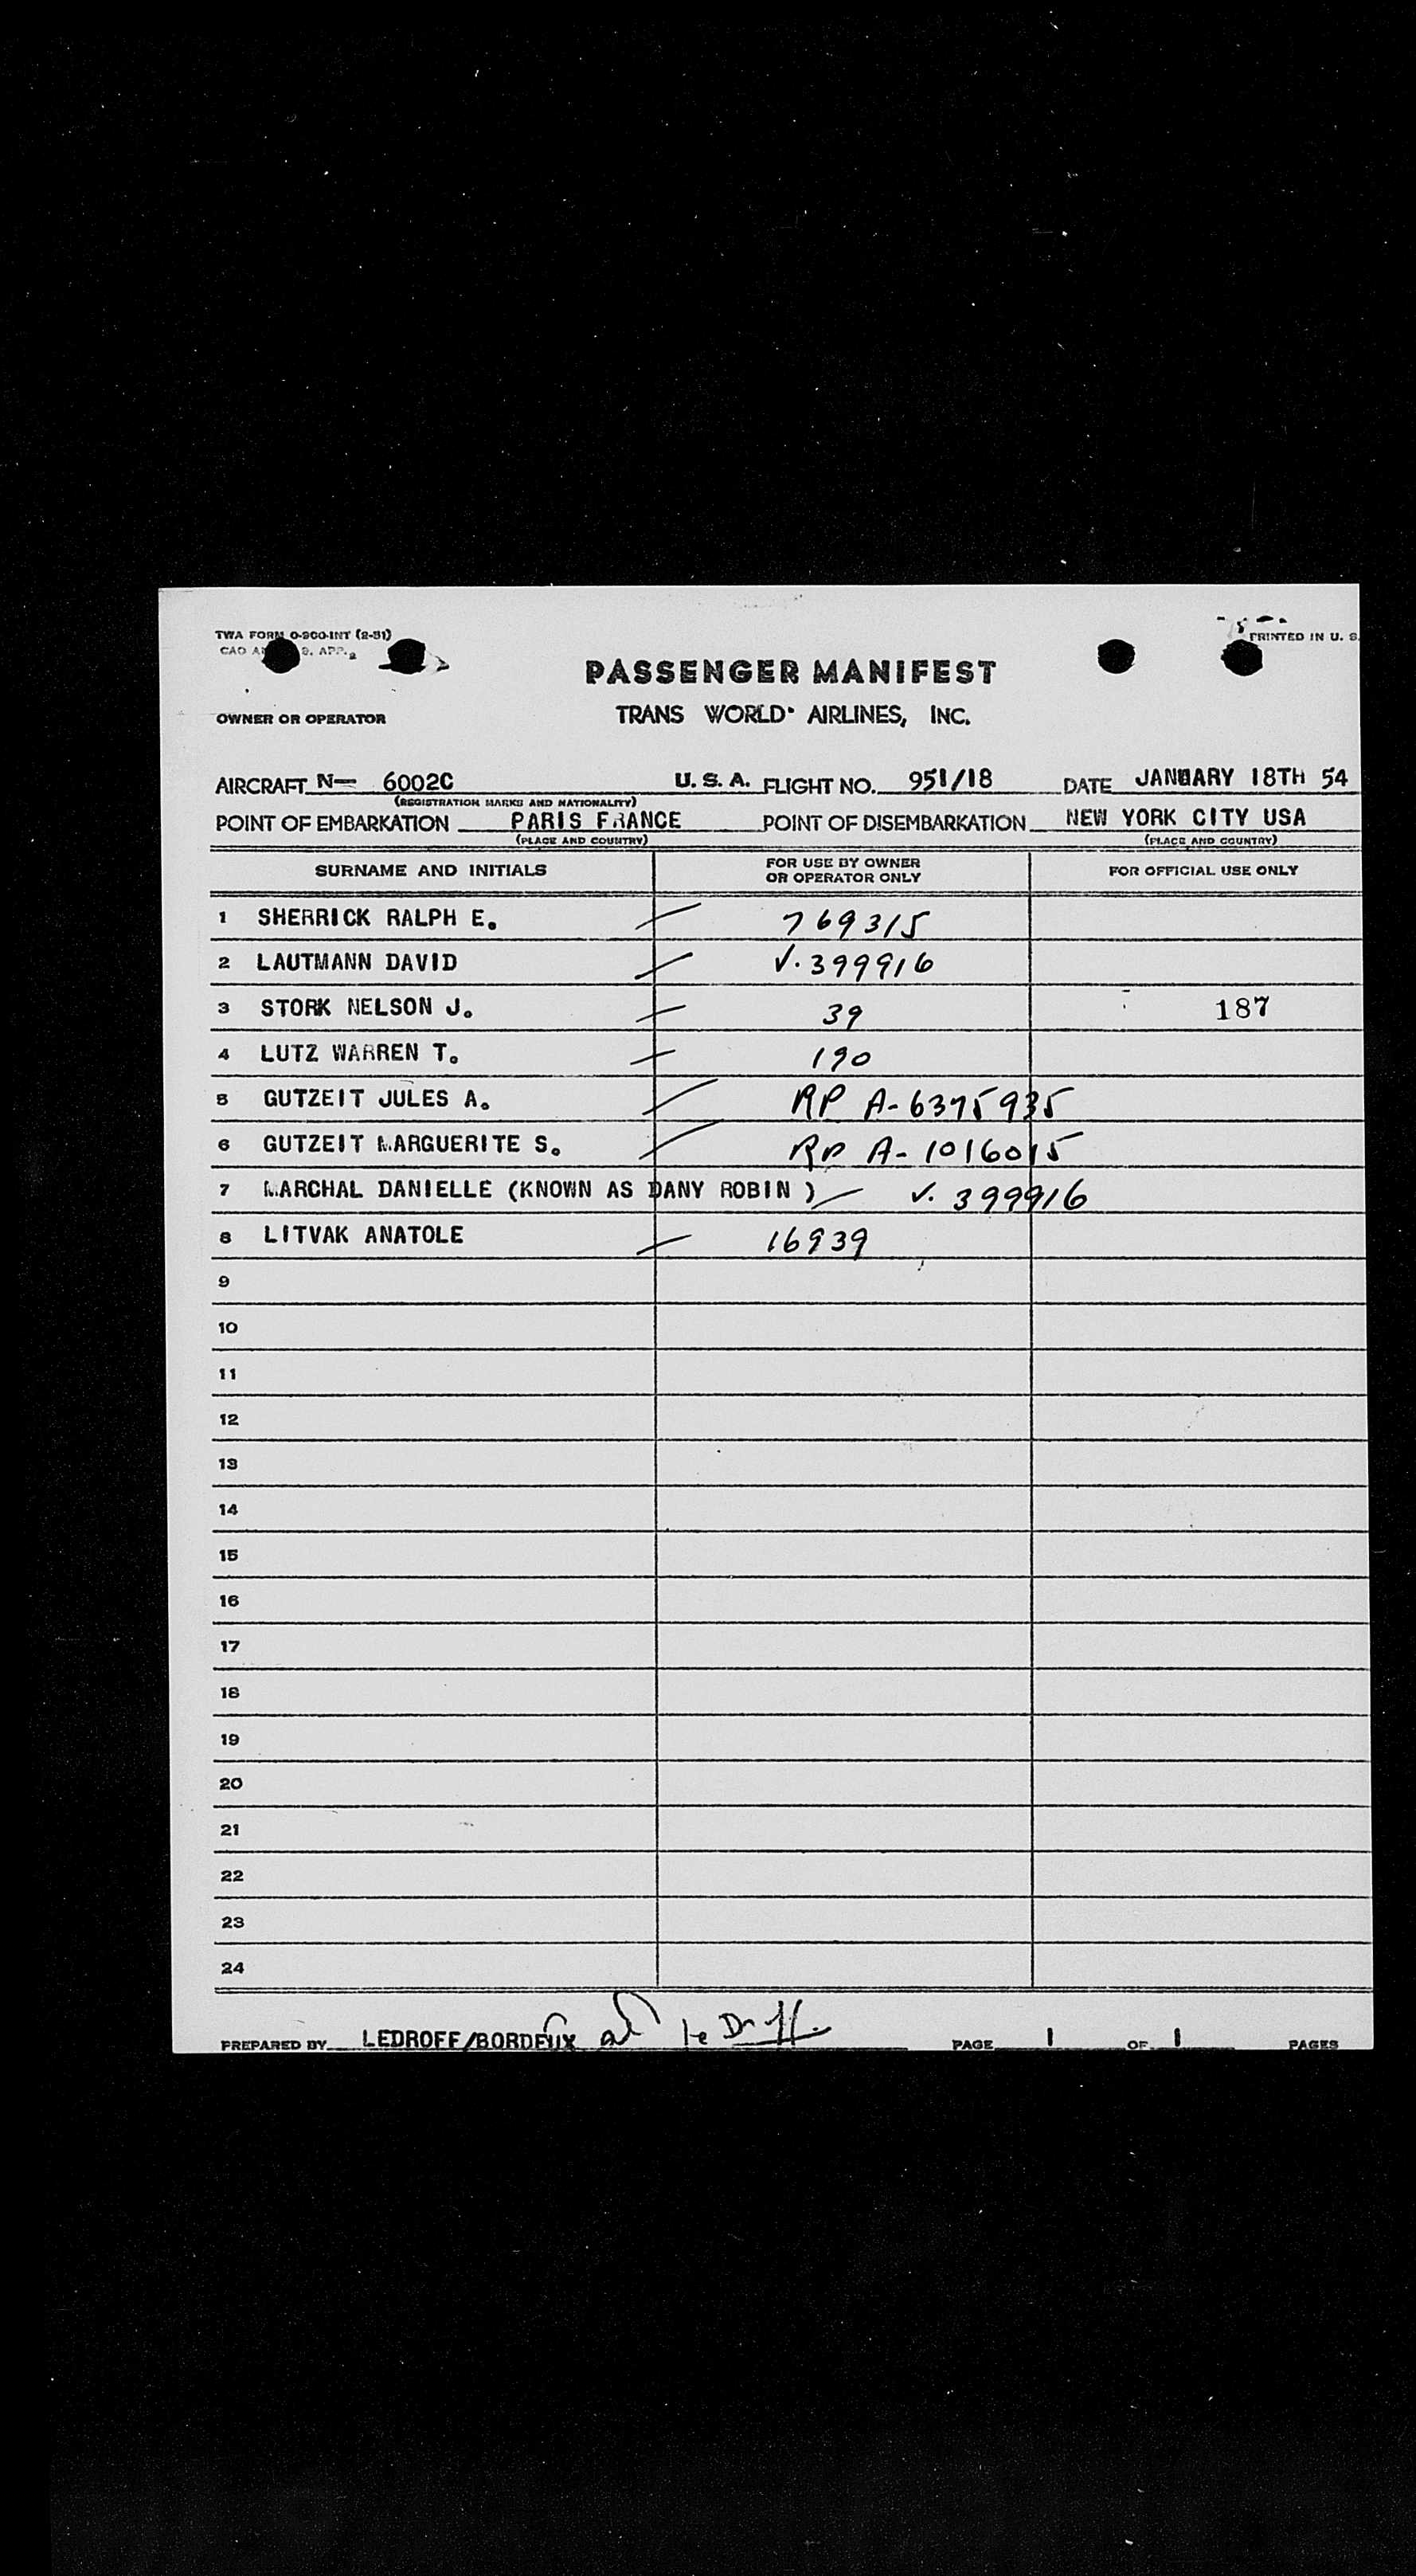 TWA FORM 0-900-INT (2-51)
PRINTED IN U. S.
CAO A S. APP.
PASSENGER MANIFEST
OWNER OR OPERATOR
TRANS WORLD AIRLINES, INC.
AIRCRAFT N— 6002C U. S. A. FLIGHT NO. 951/18 DATE JANUARY 18TH 54
(REGISTRATION MARKS AND NATIONALITY)
POINT OF EMBARKATION PARIS FRANCE POINT OF DISEMBARKATION NEW YORK CITY USA
(PLACE AND COUNTRY) (PLACE AND COUNTRY)
SURNAME AND INITIALS FOR USE BY OWNER OR OPERATOR ONLY FOR OFFICIAL USE ONLY
1 SHERRICK RALPH E. 769315
2 LAUTMANN DAVID V. 399916
3 STORK NELSON J. 39 187
4 LUTZ WARREN T. 190
5 GUTZEIT JULES A. RP A-6375935
6 GUTZEIT MARGUERITE S. RP A-1016015
7 MARCHAL DANIELLE (KNOWN AS DANY ROBIN ) V. 399916
8 LITVAK ANATOLE 16939
9
10
11
12
13
14
15
16
17
18
19
20
21
22
23
24
PREPARED BY LEDROFF/BORDEUX le Droff. PAGE 1 OF 1 PAGES